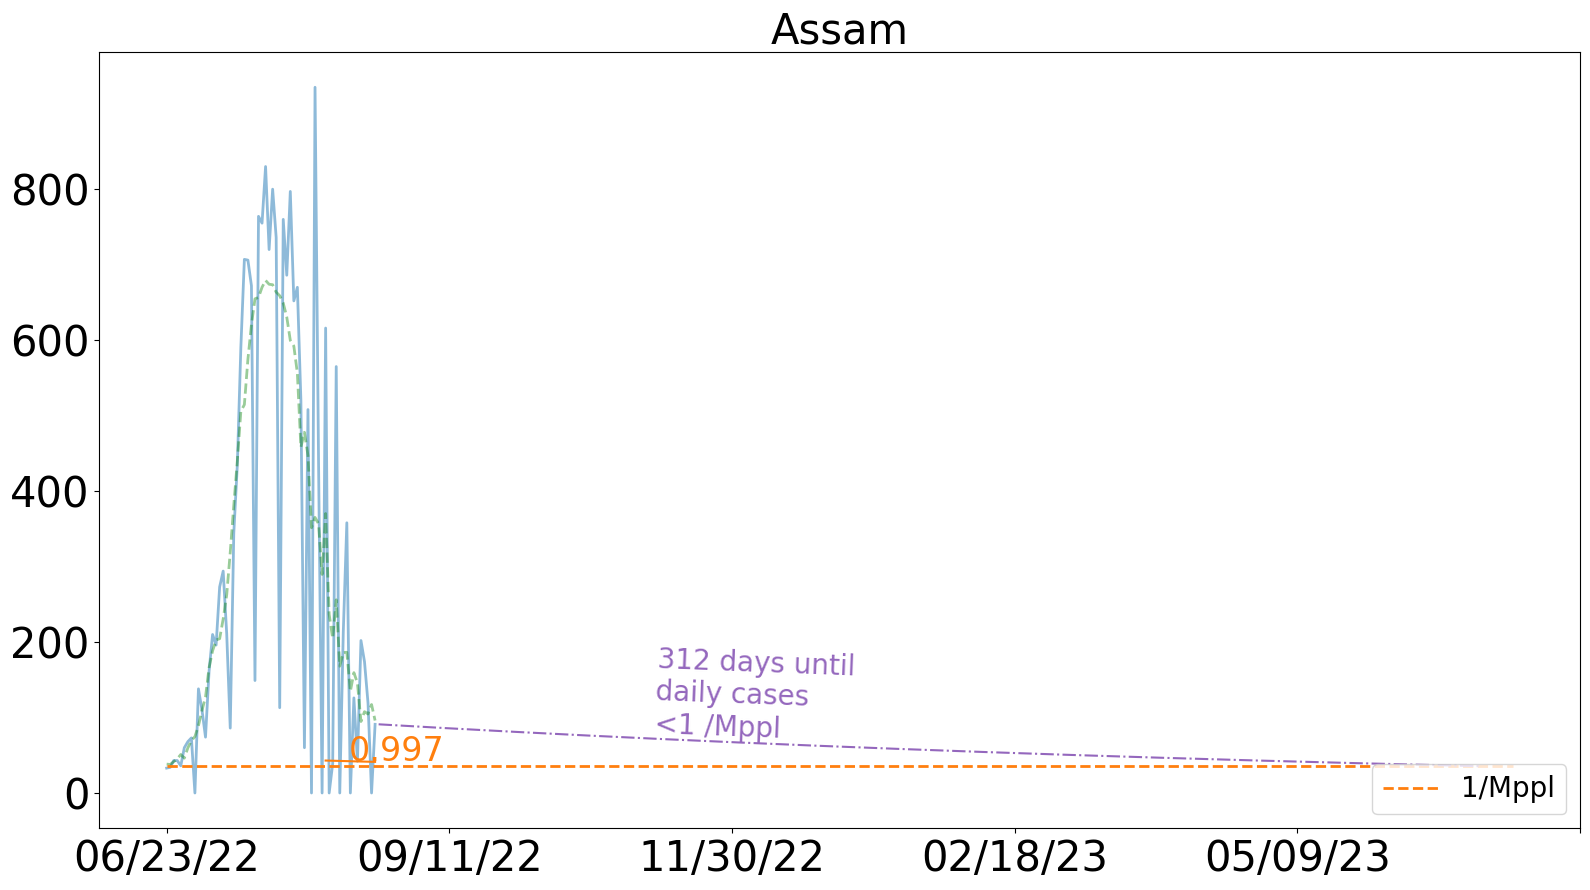 Assam
800
600
400
200
0
312 days until
daily cases
<1 /Mppl
0.997
1/Mppl
06/23/22 09/11/22 11/30/22 02/18/23 05/09/23